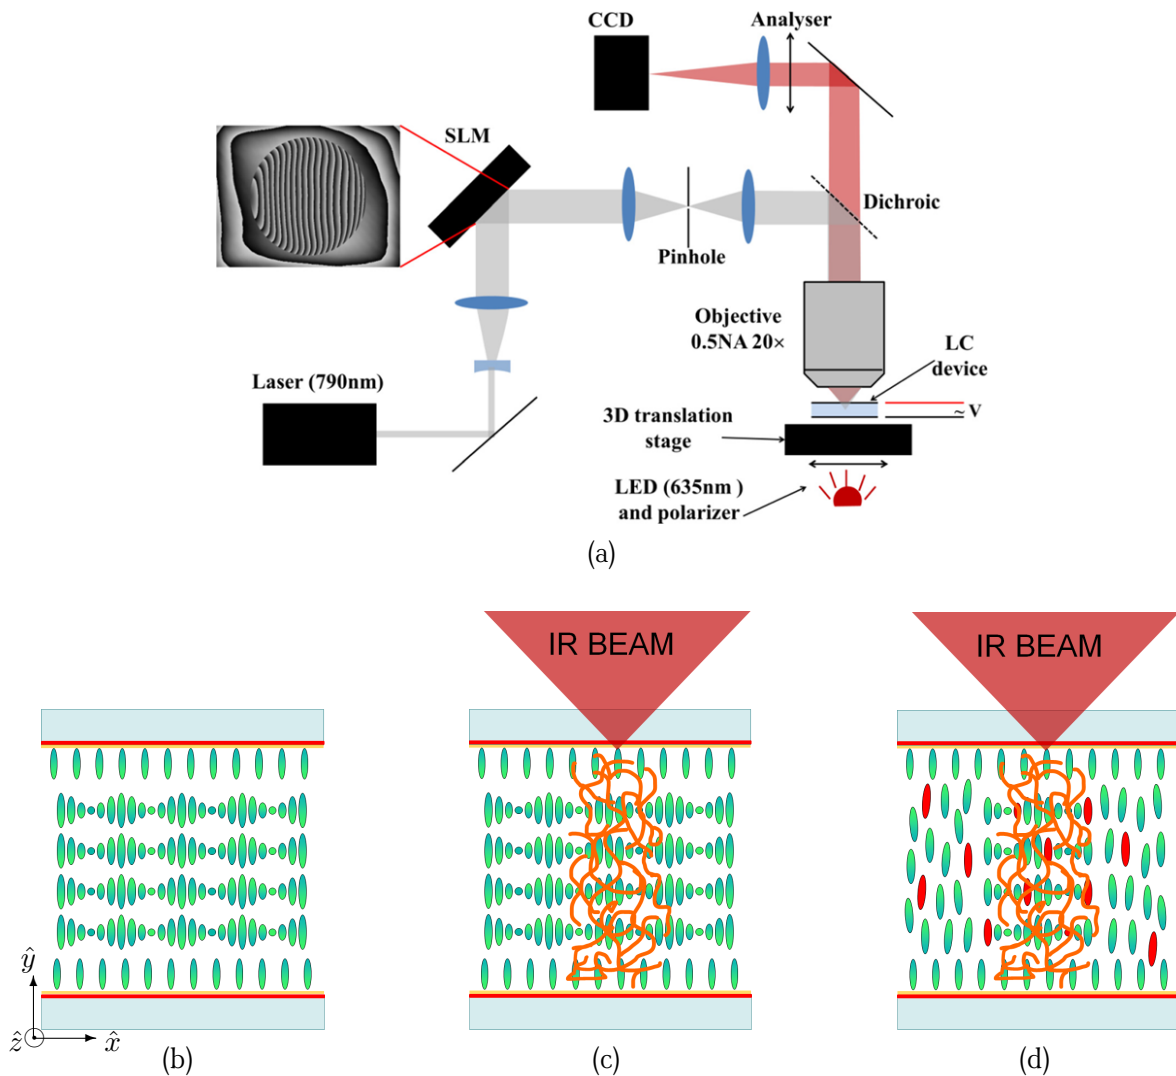 CCD
Analyser
SLM
Dichroic
Pinhole
Objective
0.5NA 20×
LC
device
Laser (790nm)
~ V
3D translation
stage
LED (635nm )
and polarizer
(a)
IR BEAM
IR BEAM
ŷ
ẑ
x̂
(b)
(c)
(d)